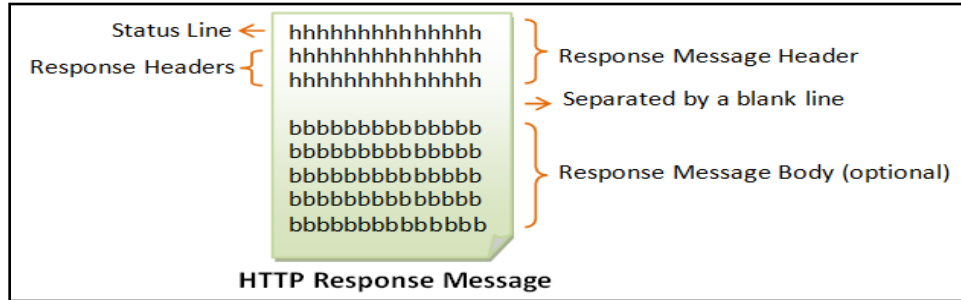 Status Line
hhhhhhhhhhhhhh
Response Headers
hhhhhhhhhhhhhh
hhhhhhhhhhhhhh
Response Message Header
Separated by a blank line
bbbbbbbbbbbbbb
bbbbbbbbbbbbbb
bbbbbbbbbbbbbb
bbbbbbbbbbbbbb
bbbbbbbbbbbbbb
Response Message Body (optional)
HTTP Response Message